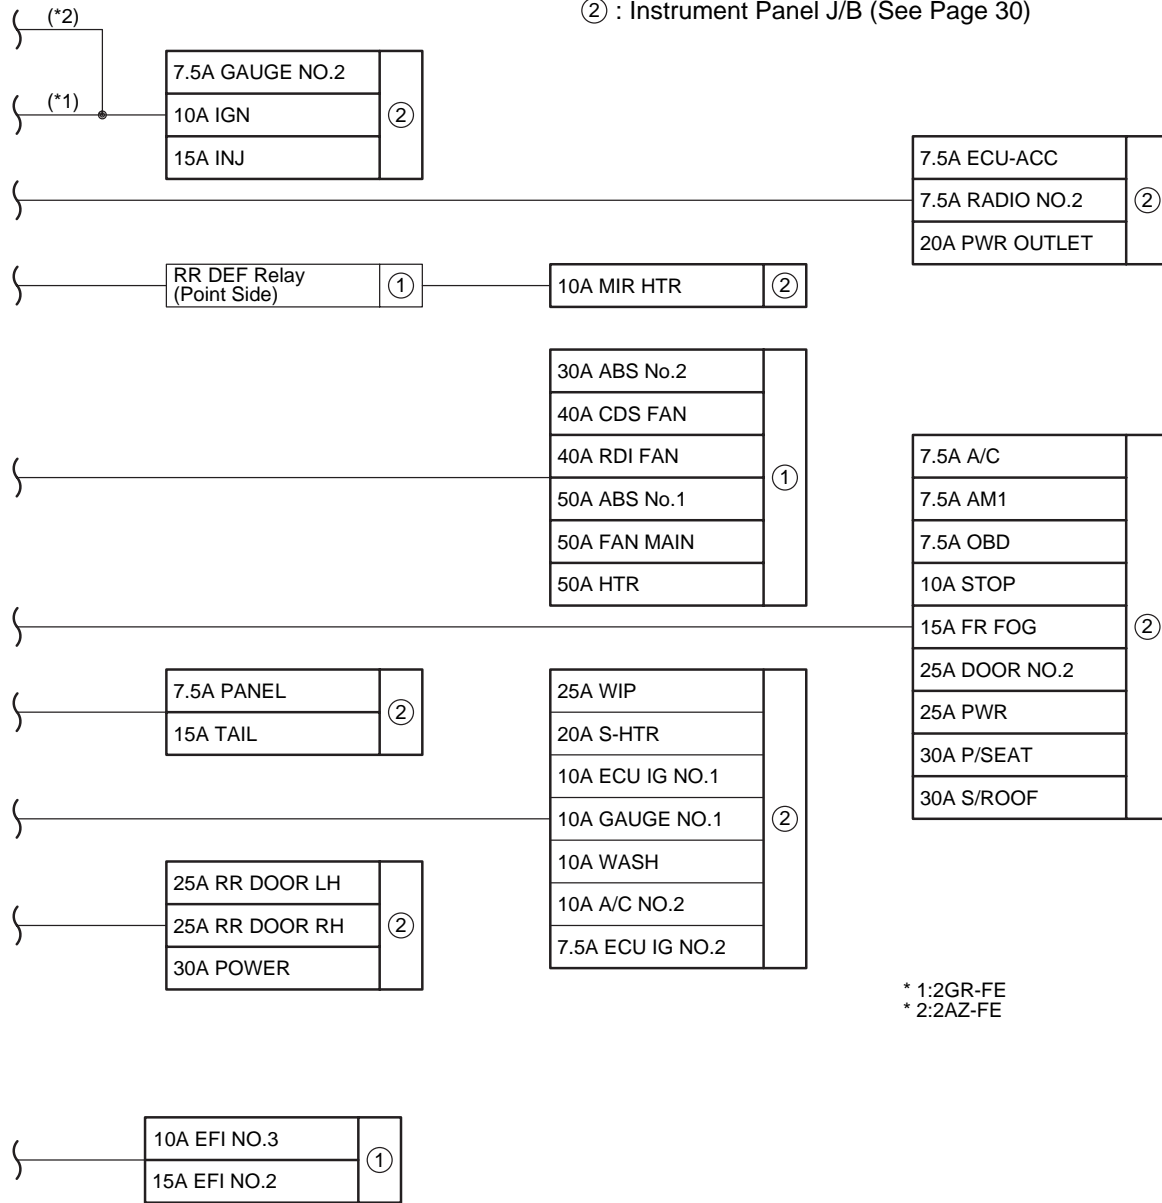 ② : Instrument Panel J/B (See Page 30)
(*2)
(*1)
7.5A GAUGE NO.2
10A IGN
15A INJ
②
7.5A ECU-ACC
7.5A RADIO NO.2
20A PWR OUTLET
②
RR DEF Relay
(Point Side)
①
10A MIR HTR
②
30A ABS No.2
40A CDS FAN
40A RDI FAN
50A ABS No.1
50A FAN MAIN
50A HTR
①
7.5A A/C
7.5A AM1
7.5A OBD
10A STOP
15A FR FOG
25A DOOR NO.2
25A PWR
30A P/SEAT
30A S/ROOF
②
7.5A PANEL
15A TAIL
②
25A WIP
20A S-HTR
10A ECU IG NO.1
10A GAUGE NO.1
10A WASH
10A A/C NO.2
7.5A ECU IG NO.2
②
25A RR DOOR LH
25A RR DOOR RH
30A POWER
②
* 1:2GR-FE
* 2:2AZ-FE
10A EFI NO.3
15A EFI NO.2
①